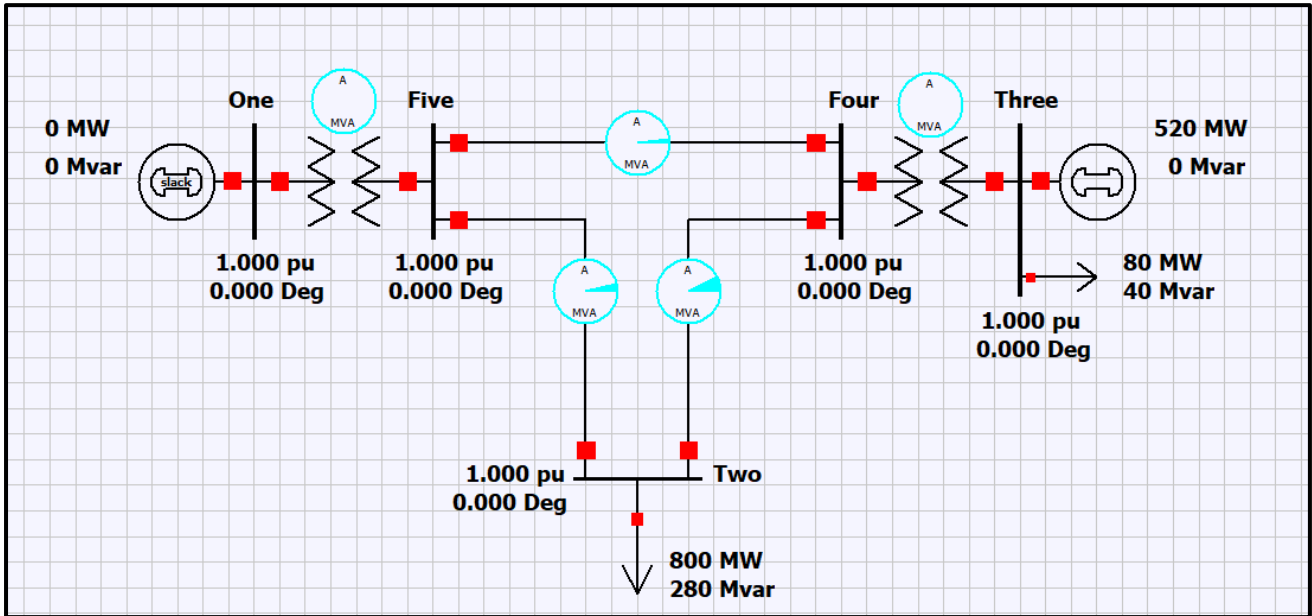 A
MVA
One
Five
0 MW
0 Mvar
slack
1.000 pu
0.000 Deg
1.000 pu
0.000 Deg
A
MVA
A
MVA
A
MVA
Four
A
MVA
Three
520 MW
0 Mvar
1.000 pu
0.000 Deg
80 MW
40 Mvar
1.000 pu
0.000 Deg
1.000 pu
0.000 Deg
Two
800 MW
280 Mvar